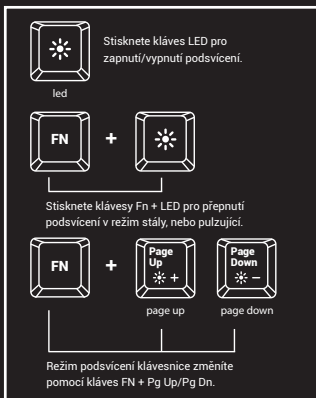 Stisknete kláves LED pro
zapnutí/vypnutí podsvícení.
led
FN +
Stisknete klávesy Fn + LED pro přepnutí
podsvícení v režim stály, nebo pulzující.
FN + Page Up + Page Down −
page up page down
Režim podsvícení klávesnice změníte
pomocí kláves FN + Pg Up/Pg Dn.